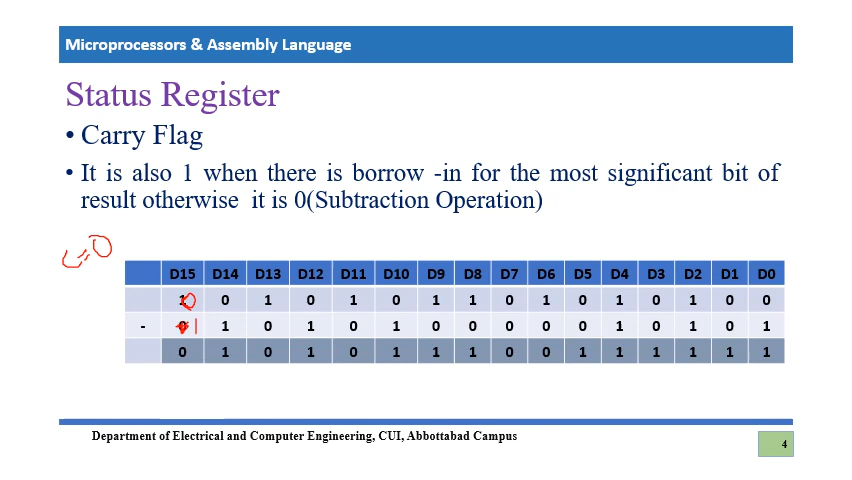 Microprocessors & Assembly Language
Status Register
• Carry Flag
• It is also 1 when there is borrow -in for the most significant bit of
result otherwise it is 0(Subtraction Operation)
C=0
D15 D14 D13 D12 D11 D10 D9 D8 D7 D6 D5 D4 D3 D2 D1 D0
1 0 1 0 1 0 1 1 0 1 0 1 0 1 0 0
- 0 1 0 1 0 1 0 0 0 0 0 1 0 1 0 1
0 1 0 1 0 1 1 1 0 0 1 1 1 1 1 1
Department of Electrical and Computer Engineering, CUI, Abbottabad Campus
4